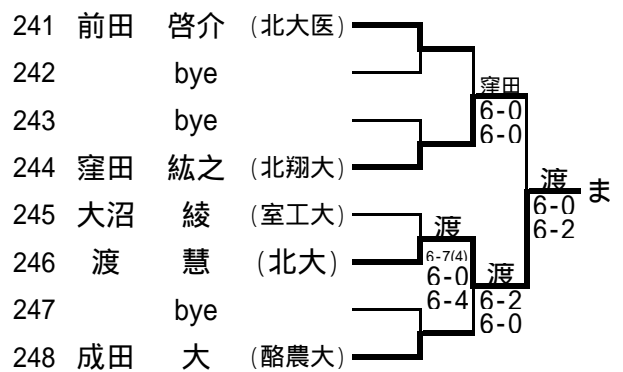 241 前田 啓介 (北大医)
242 bye
243 bye
244 窪田 紘之 (北翔大)
245 大沼 綾 (室工大)
246 渡 慧 (北大)
247 bye
248 成田 大 (酪農大)
窪田
6-0
6-0
渡
6-7(4)
6-0
6-4
渡
6-2
6-0
渡
6-0
6-2
ま